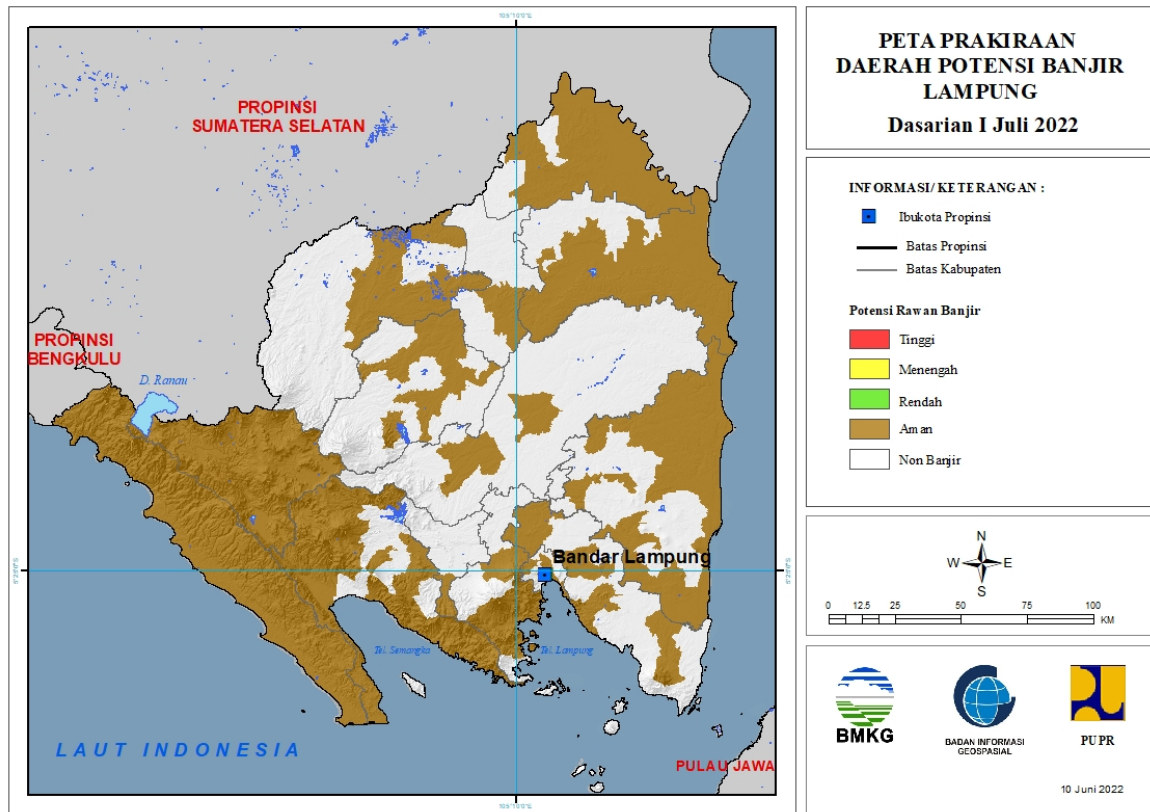 PROPINSI
SUMATERA SELATAN
PROPINSI
BENGKULU
D. Ranau
Bandar Lampung
Tel. Semangka
Tel. Lampung
LAUT INDONESIA
PULAU JAWA
PETA PRAKIRAAN
DAERAH POTENSI BANJIR
LAMPUNG
Dasarian I Juli 2022
INFORMASI/ KETERANGAN :
Ibukota Propinsi
Batas Propinsi
Batas Kabupaten
Potensi Rawan Banjir
Tinggi
Menengah
Rendah
Aman
Non Banjir
N
W E
S
0 12.5 25 50 75 100
KM
BMKG
BADAN INFORMASI
GEOSPASIAL
PUPR
10 Juni 2022